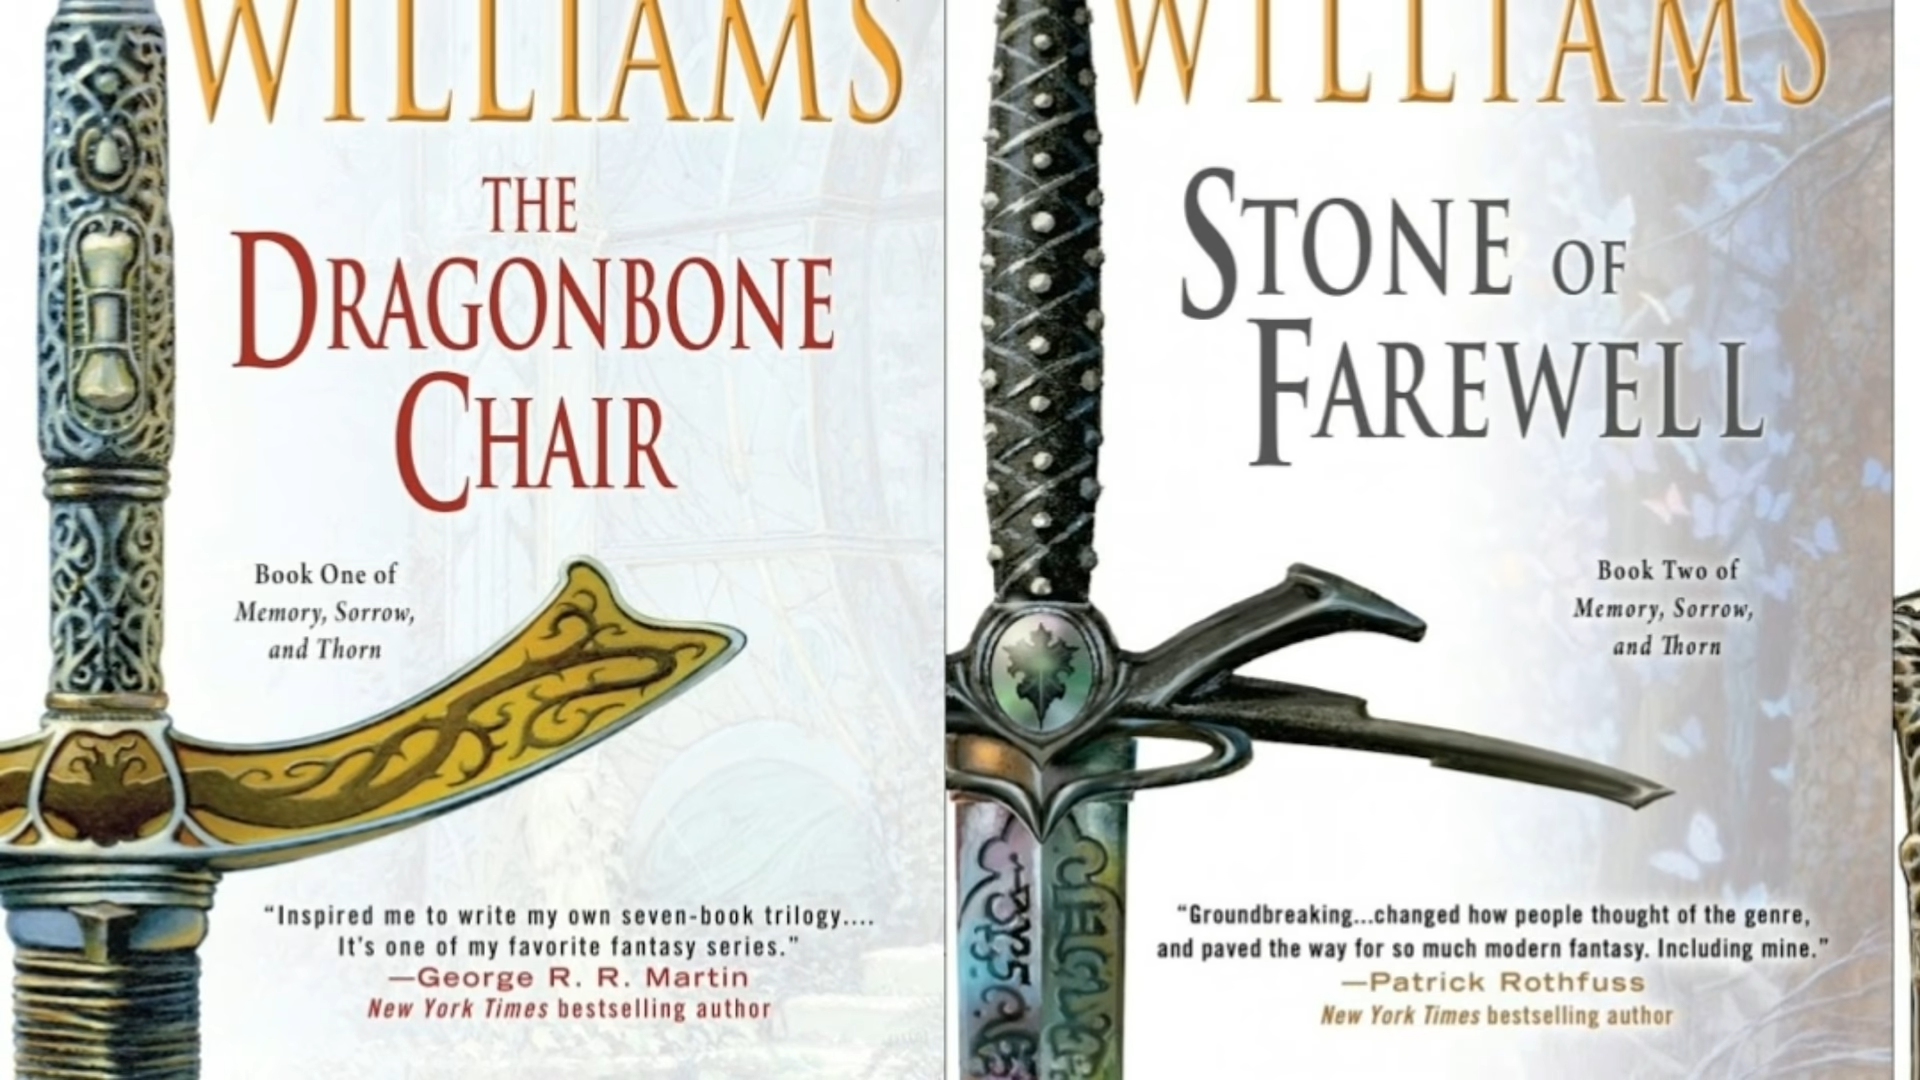 WILLIAMS
THE
DRAGONBONE
CHAIR
Book One of
Memory, Sorrow,
and Thorn
“Inspired me to write my own seven-book trilogy....
It's one of my favorite fantasy series.”
—George R. R. Martin
New York Times bestselling author
WILLIAMS
STONE OF
FAREWELL
Book Two of
Memory, Sorrow,
and Thorn
“Groundbreaking...changed how people thought of the genre,
and paved the way for so much modern fantasy. Including mine.”
—Patrick Rothfuss
New York Times bestselling author